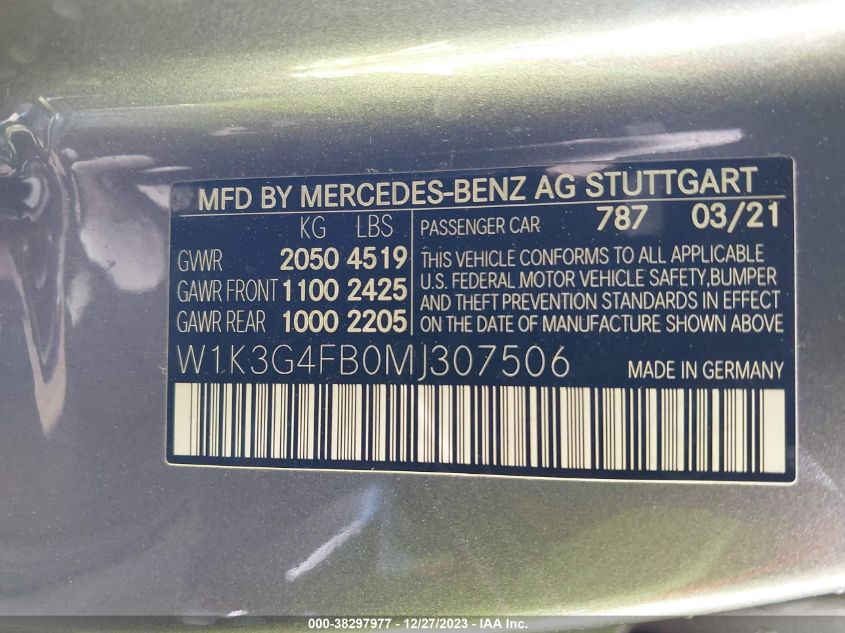 MFD BY MERCEDES-BENZ AG STUTTGART
KG LBS
GVWR 2050 4519
GAWR FRONT 1100 2425
GAWR REAR 1000 2205
PASSENGER CAR 787 03/21
THIS VEHICLE CONFORMS TO ALL APPLICABLE
U.S. FEDERAL MOTOR VEHICLE SAFETY,BUMPER
AND THEFT PREVENTION STANDARDS IN EFFECT
ON THE DATE OF MANUFACTURE SHOWN ABOVE
W1K3G4FB0MJ307506 MADE IN GERMANY
000-38297977 - 12/27/2023 - IAA Inc.